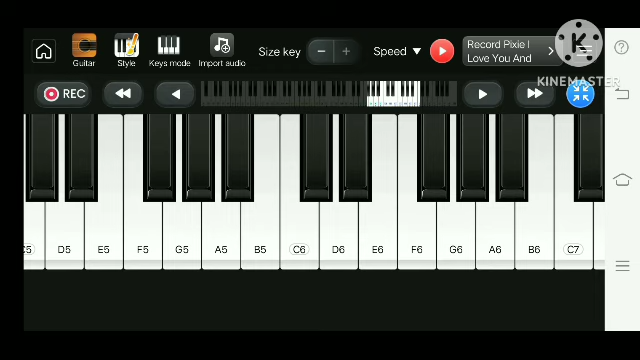 Guitar
Style
Keys mode
Import audio
Size key
Speed
Record Pixie I
Love You And
KINEMASTER
REC
C5 D5 E5 F5 G5 A5 B5 C6 D6 E6 F6 G6 A6 B6 C7